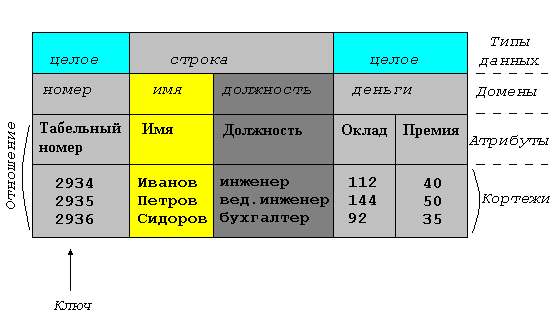 целое строка целое Типы данных
номер имя должность деньги Домены
Отношение
Табельный номер Имя Должность Оклад Премия Атрибуты
2934 Иванов инженер 112 40
2935 Петров вед.инженер 144 50 Кортежи
2936 Сидоров бухгалтер 92 35
Ключ